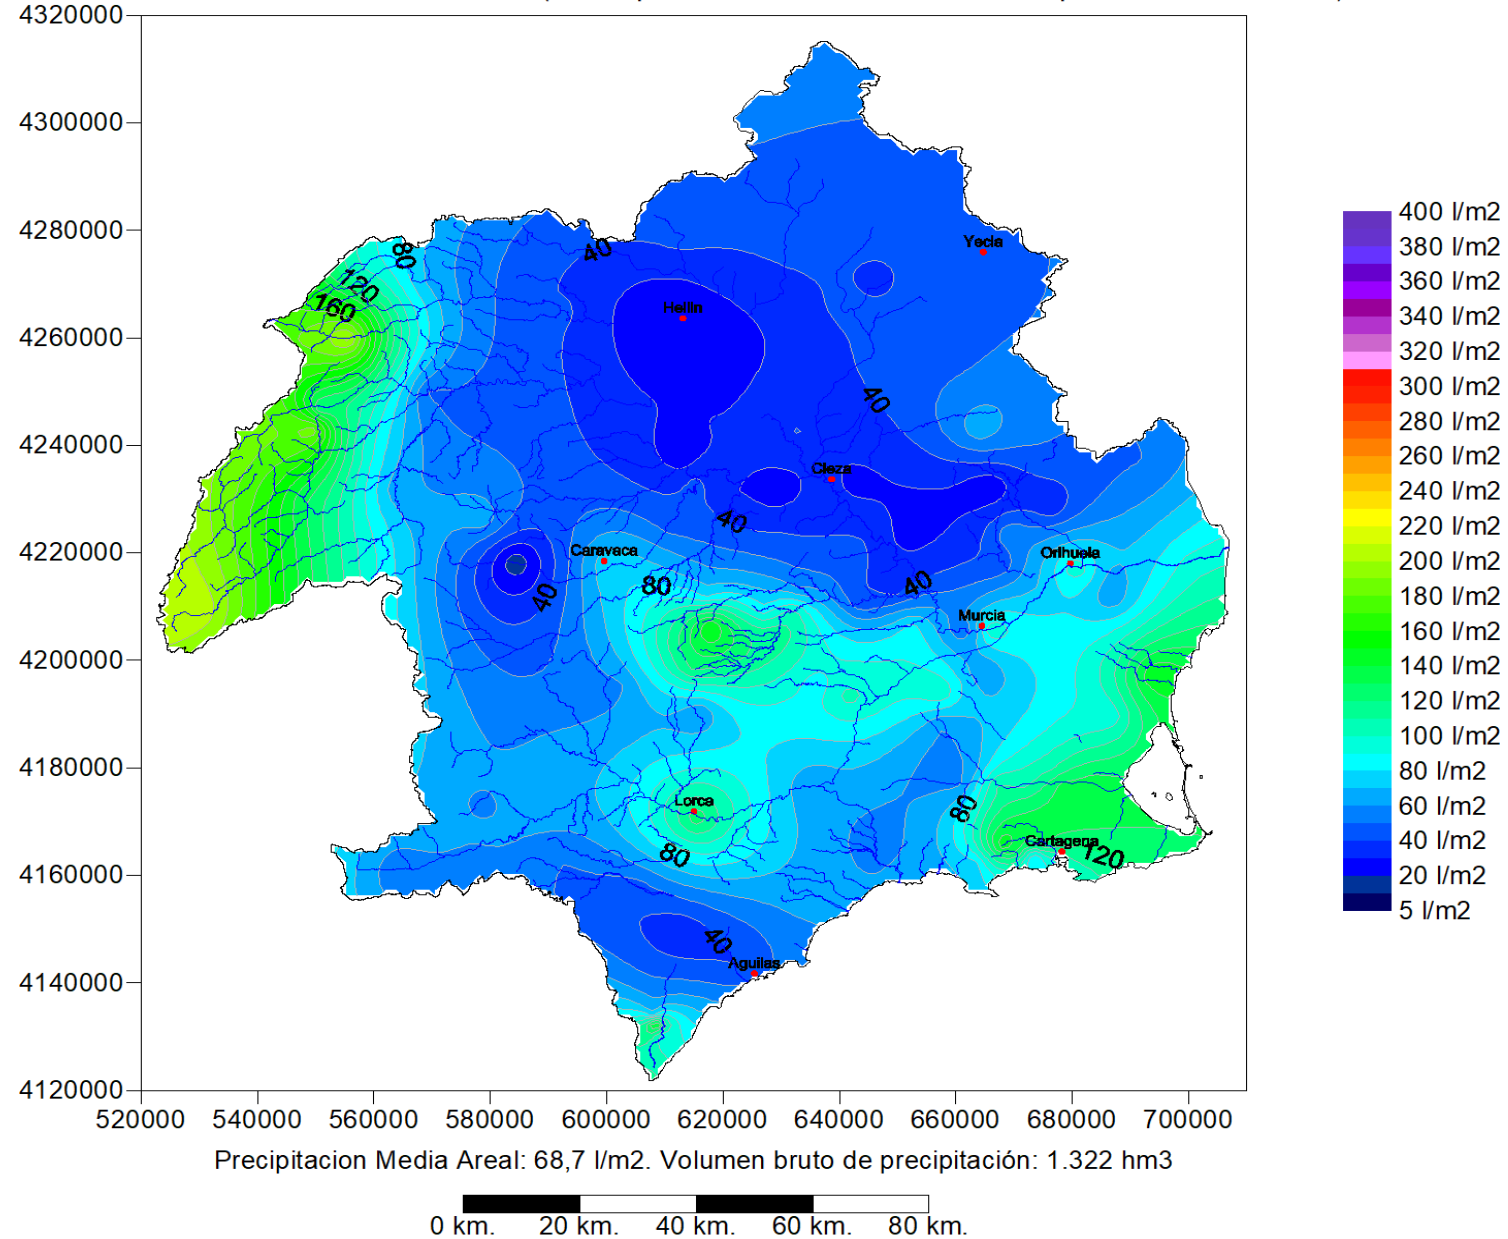 4320000
4300000
4280000
4260000
4240000
4220000
4200000
4180000
4160000
4140000
4120000
520000 540000 560000 580000 600000 620000 640000 660000 680000 700000
Yecla
40
80
120
160
Hellin
40
Cieza
40
Caravaca
Orihuela
80
40
40
Murcia
Lorca
80
80
Cartagena
120
40
Aguilas
400 l/m2
380 l/m2
360 l/m2
340 l/m2
320 l/m2
300 l/m2
280 l/m2
260 l/m2
240 l/m2
220 l/m2
200 l/m2
180 l/m2
160 l/m2
140 l/m2
120 l/m2
100 l/m2
80 l/m2
60 l/m2
40 l/m2
20 l/m2
5 l/m2
Precipitacion Media Areal: 68,7 l/m2. Volumen bruto de precipitación: 1.322 hm3
0 km. 20 km. 40 km. 60 km. 80 km.